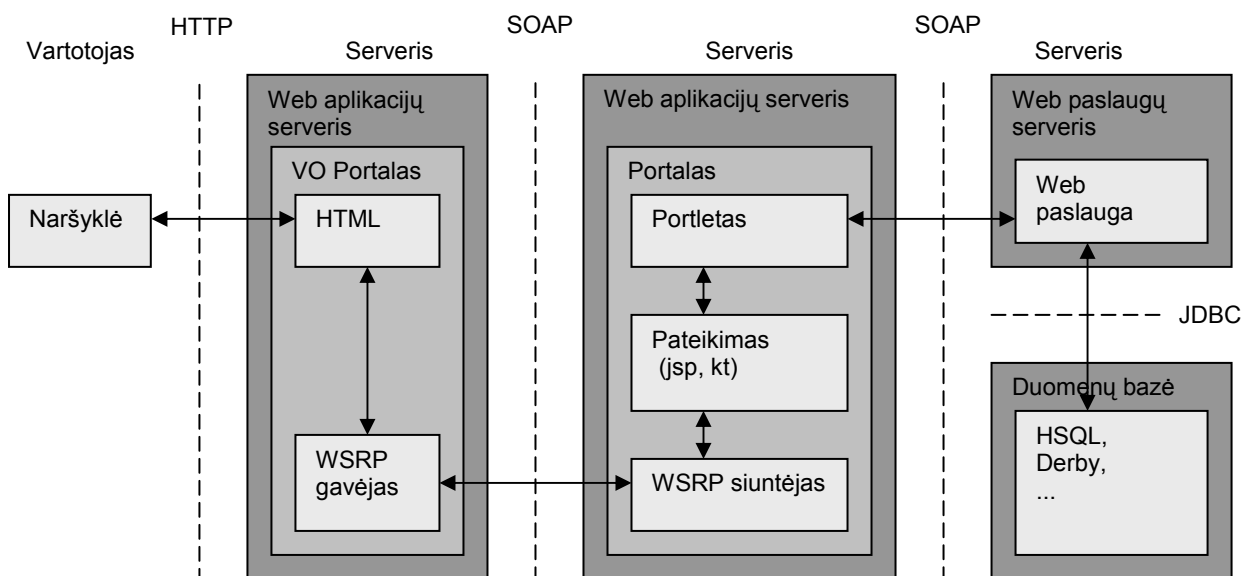 HTTP
SOAP
SOAP
Vartotojas
Serveris
Serveris
Serveris
Web aplikacijų
serveris
VO Portalas
Naršyklė
HTML
WSRP
gavėjas
Web aplikacijų serveris
Portalas
Portletas
Pateikimas
(jsp, kt)
WSRP siuntėjas
Web paslaugų
serveris
Web
paslauga
JDBC
Duomenų bazė
HSQL,
Derby,
...